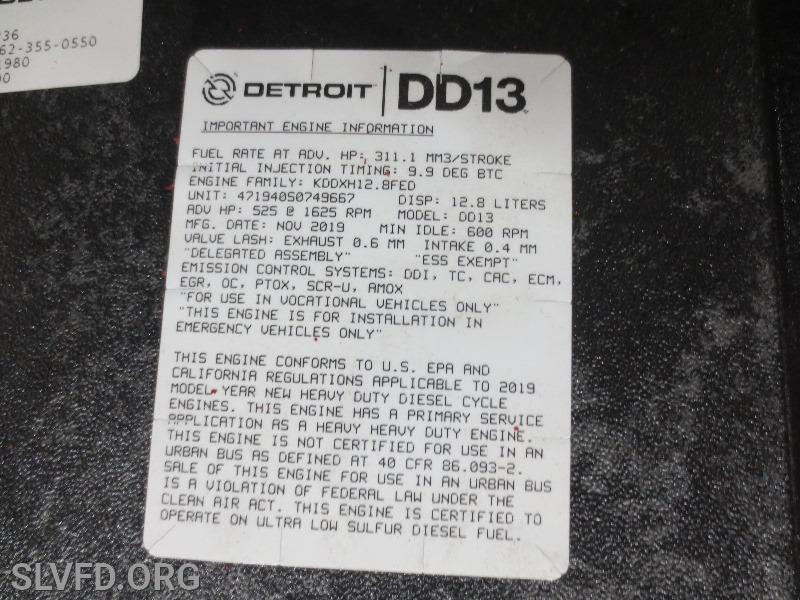 36
62-355-0550
1980
00
DETROIT DD13
IMPORTANT ENGINE INFORMATION
FUEL RATE AT ADV. HP: 311.1 MM3/STROKE
INITIAL INJECTION TIMING: 9.9 DEG BTC
ENGINE FAMILY: KDDXH12.8FED
UNIT: 471940S0749667 DISP: 12.8 LITERS
ADV HP: 525 @ 1625 RPM MODEL: DD13
MFG. DATE: NOV 2019 MIN IDLE: 600 RPM
VALVE LASH: EXHAUST 0.6 MM INTAKE 0.4 MM
"DELEGATED ASSEMBLY" "ESS EXEMPT"
EMISSION CONTROL SYSTEMS: DDI, TC, CAC, ECM,
EGR, OC, PTOX, SCR-U, AMOX
"FOR USE IN VOCATIONAL VEHICLES ONLY"
"THIS ENGINE IS FOR INSTALLATION IN
EMERGENCY VEHICLES ONLY"
THIS ENGINE CONFORMS TO U.S. EPA AND
CALIFORNIA REGULATIONS APPLICABLE TO 2019
MODEL YEAR NEW HEAVY DUTY DIESEL CYCLE
ENGINES. THIS ENGINE HAS A PRIMARY SERVICE
APPLICATION AS A HEAVY HEAVY DUTY ENGINE.
THIS ENGINE IS NOT CERTIFIED FOR USE IN AN
URBAN BUS AS DEFINED AT 40 CFR 86.093-2.
SALE OF THIS ENGINE FOR USE IN AN URBAN BUS
IS A VIOLATION OF FEDERAL LAW UNDER THE
CLEAN AIR ACT. THIS ENGINE IS CERTIFIED TO
OPERATE ON ULTRA LOW SULFUR DIESEL FUEL.
SLVFD.ORG